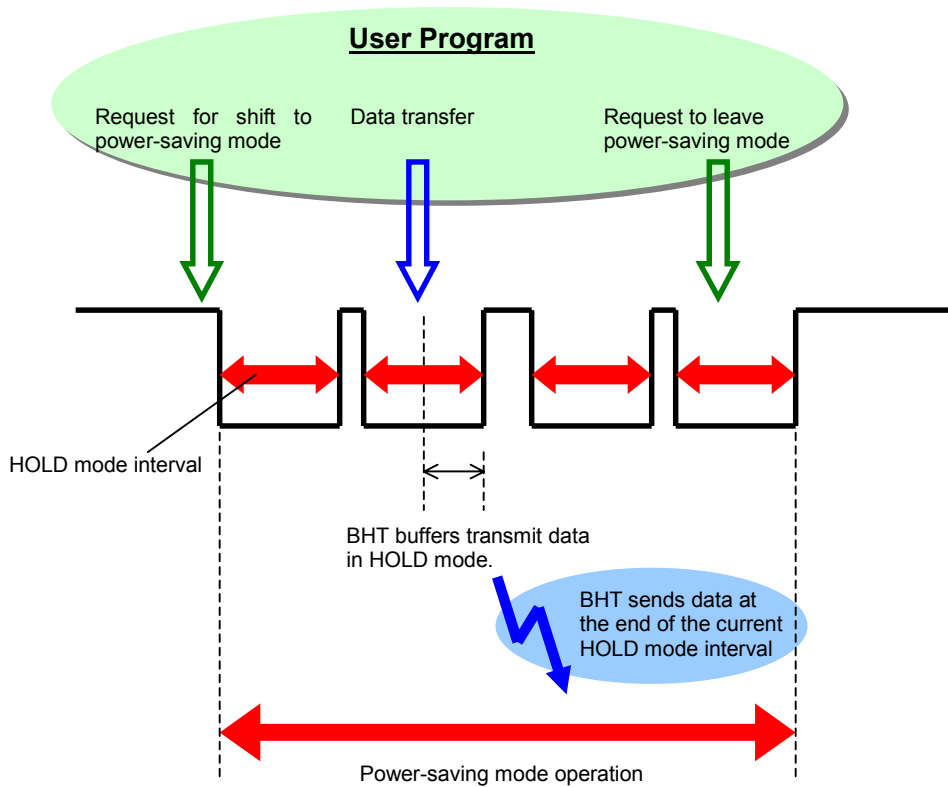 User Program
Request for shift to
power-saving mode
Data transfer
Request to leave
power-saving mode
HOLD mode interval
BHT buffers transmit data
in HOLD mode.
BHT sends data at
the end of the current
HOLD mode interval
Power-saving mode operation